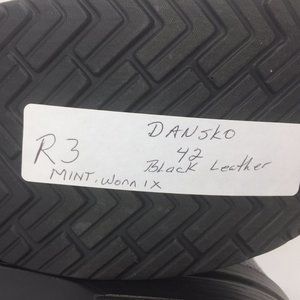 DANSKO
R3 42
Black Leather
MINT. Worn 1X